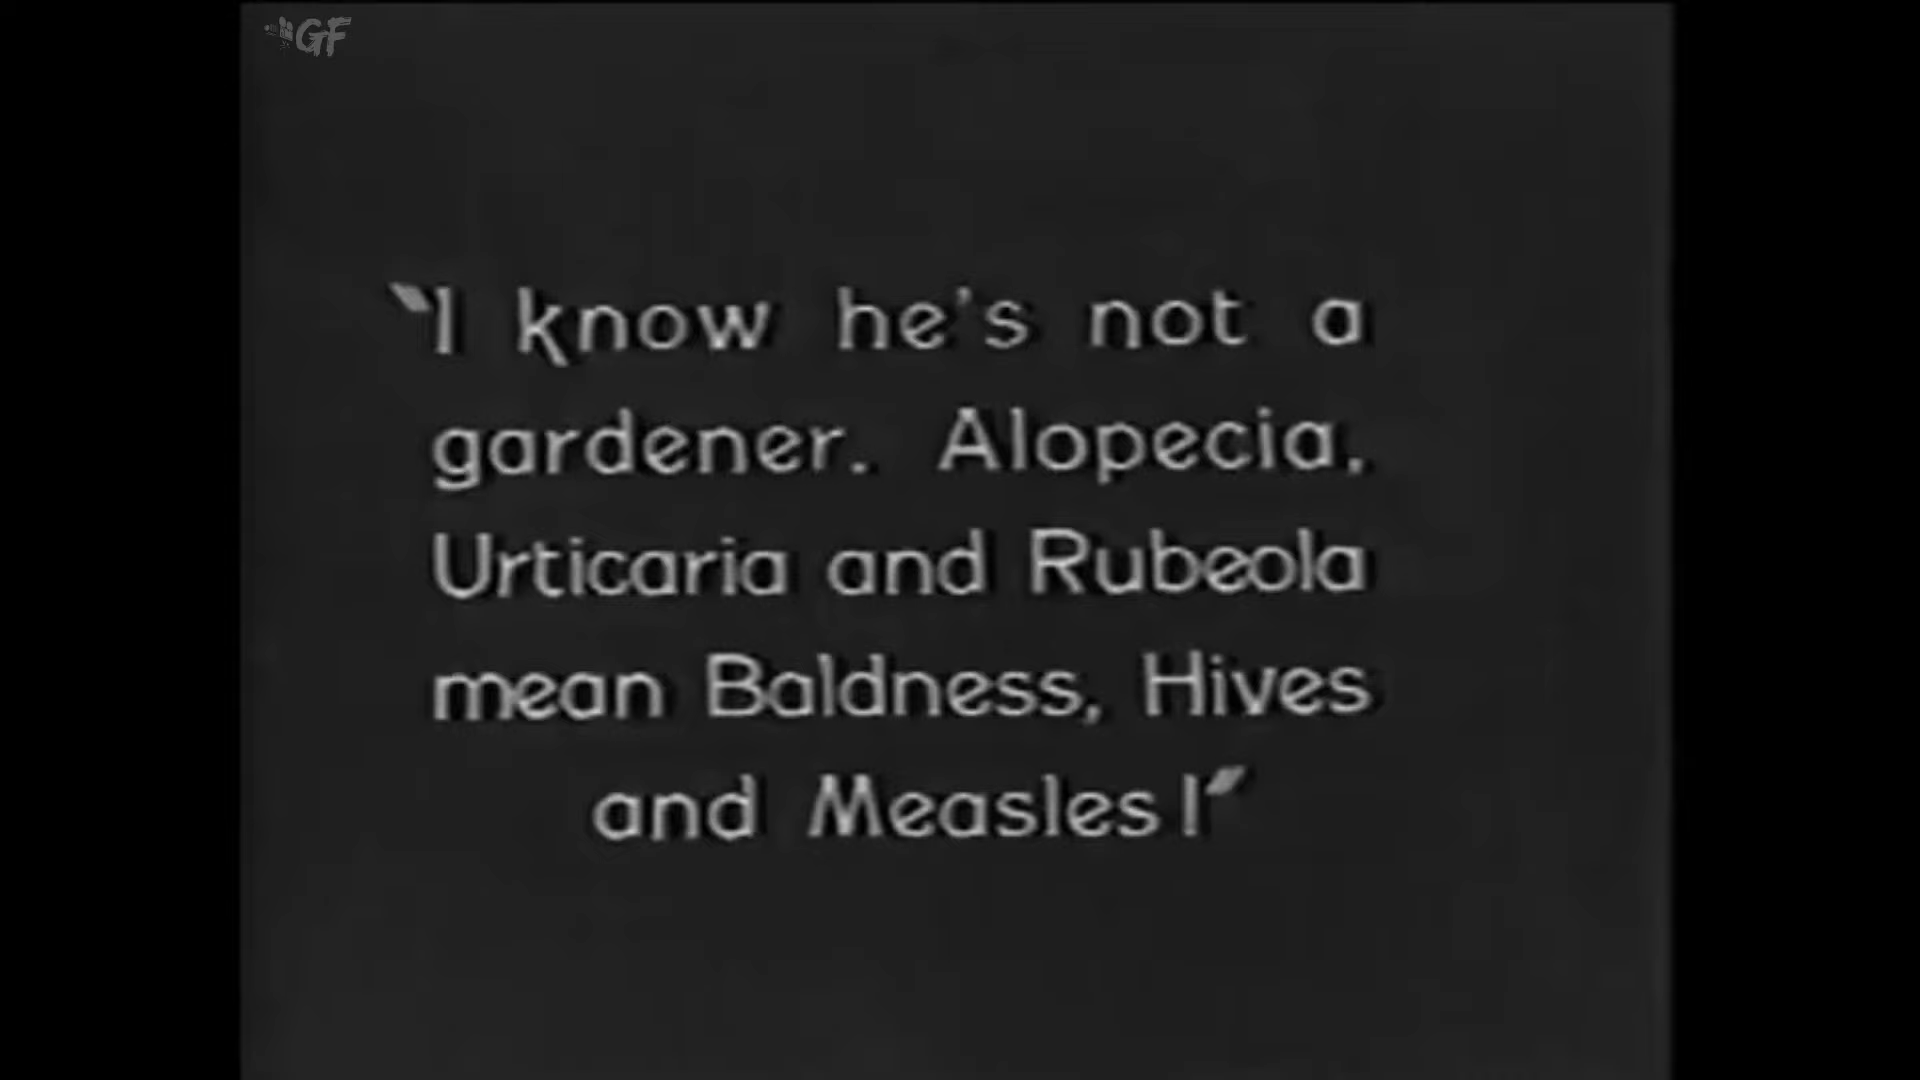 GF
"I know he's not a
gardener. Alopecia,
Urticaria and Rubeola
mean Baldness, Hives
and Measles!"